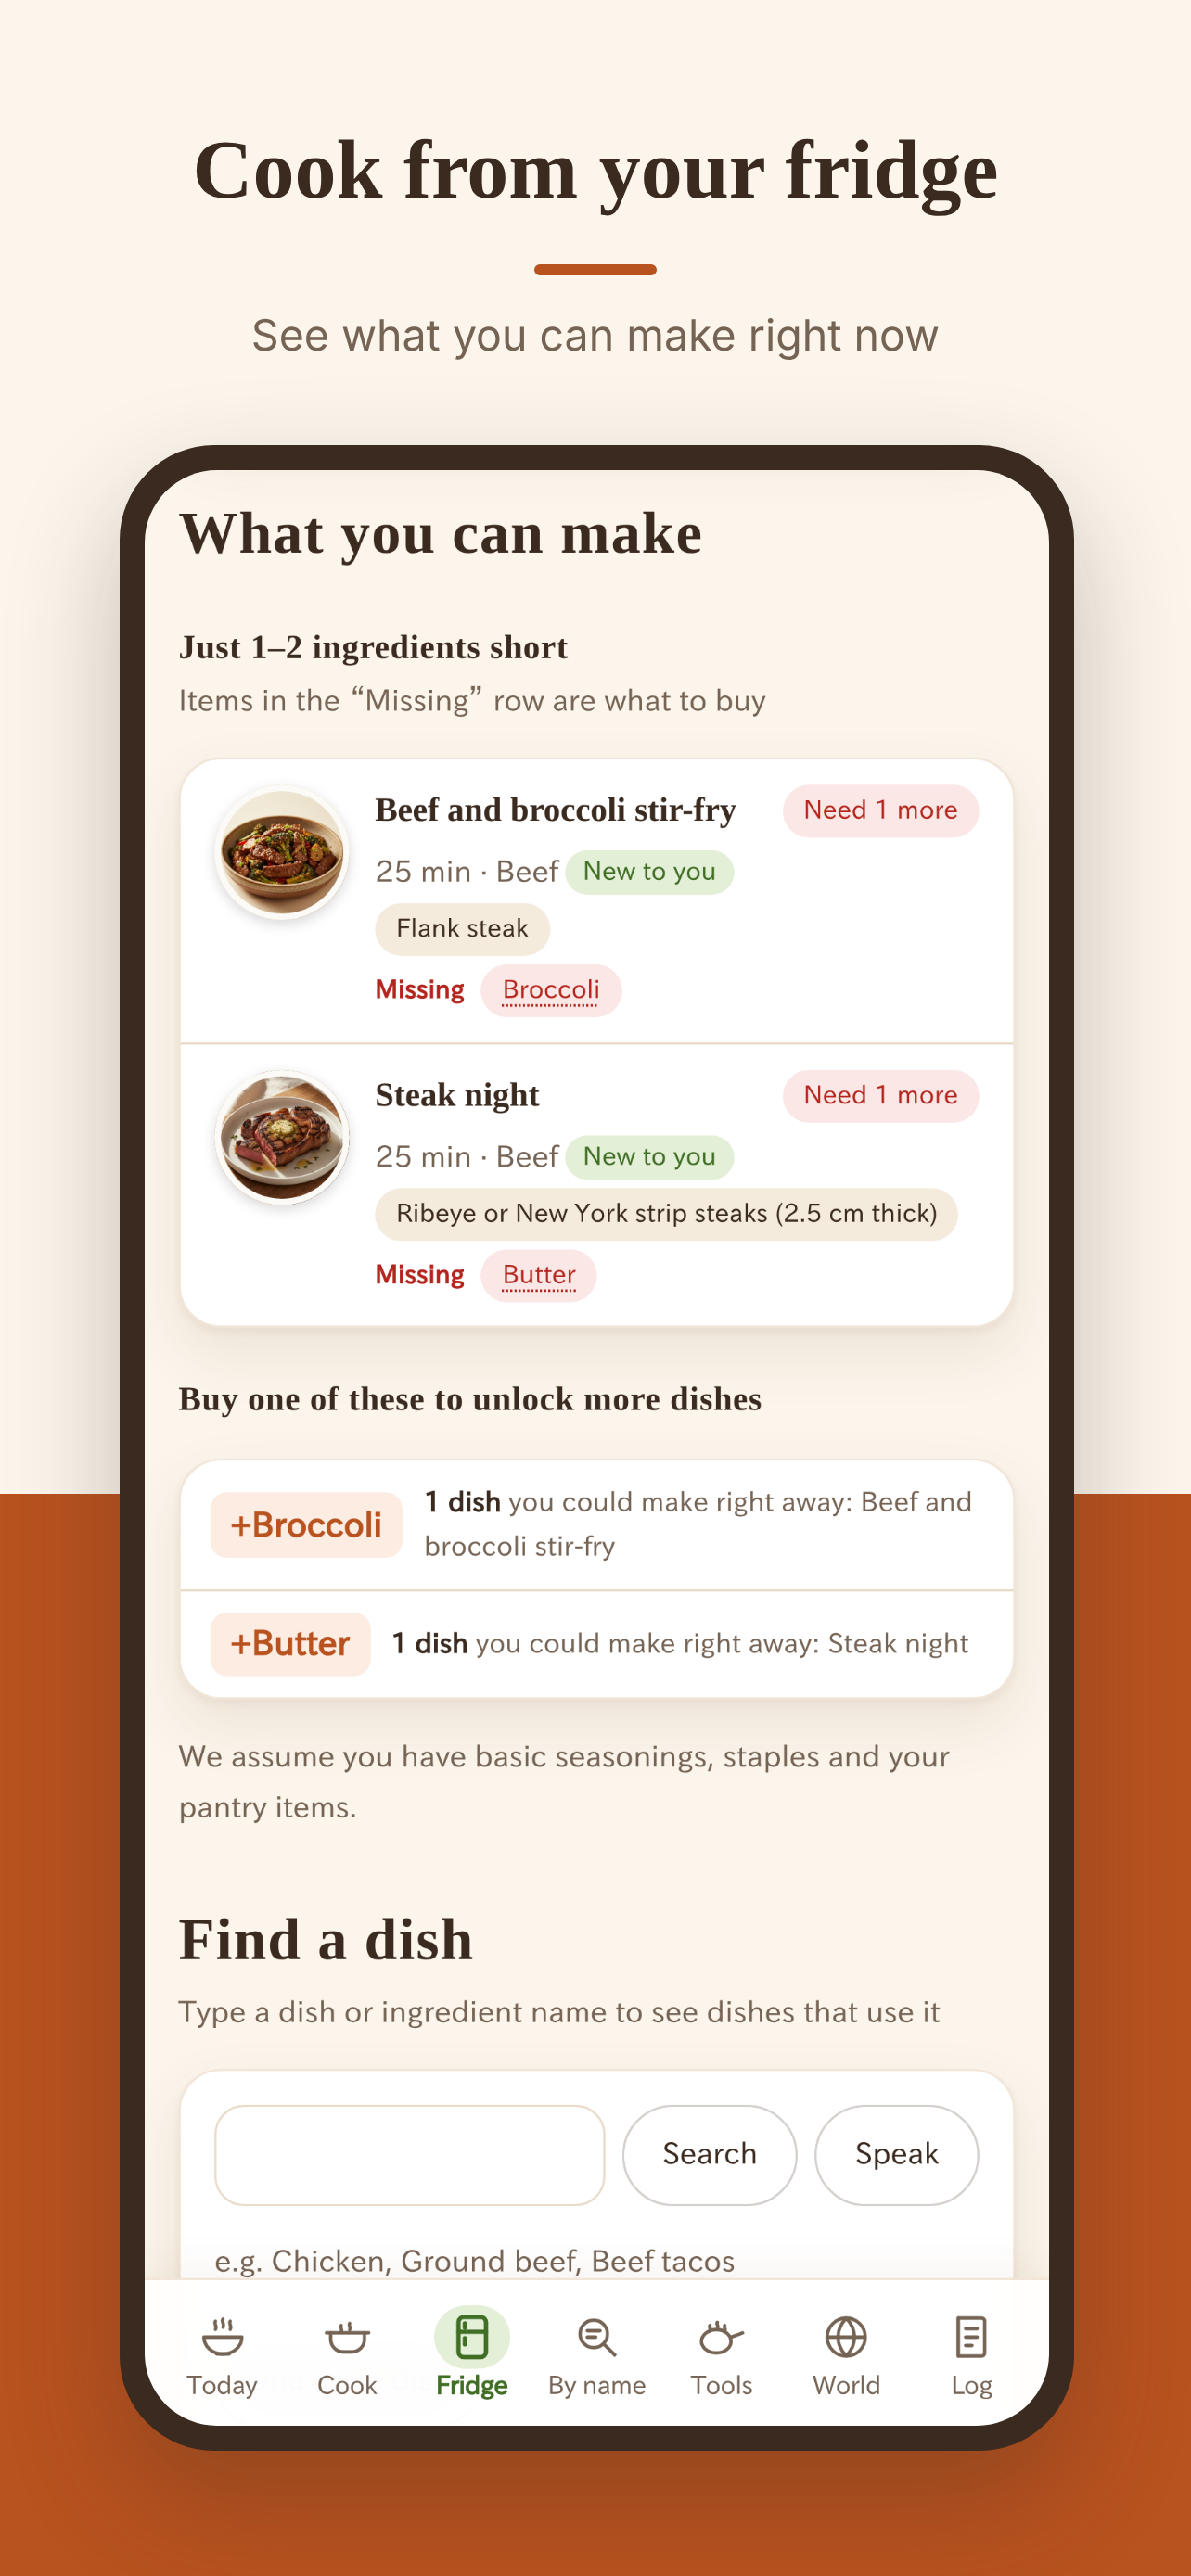 Cook from your fridge
See what you can make right now
What you can make
Just 1–2 ingredients short
Items in the “Missing” row are what to buy
Beef and broccoli stir-fry
Need 1 more
25 min · Beef New to you
Flank steak
Missing Broccoli
Steak night
Need 1 more
25 min · Beef New to you
Ribeye or New York strip steaks (2.5 cm thick)
Missing Butter
Buy one of these to unlock more dishes
+Broccoli
1 dish you could make right away: Beef and
broccoli stir-fry
+Butter
1 dish you could make right away: Steak night
We assume you have basic seasonings, staples and your
pantry items.
Find a dish
Type a dish or ingredient name to see dishes that use it
Search Speak
e.g. Chicken, Ground beef, Beef tacos
Today Cook Fridge By name Tools World Log